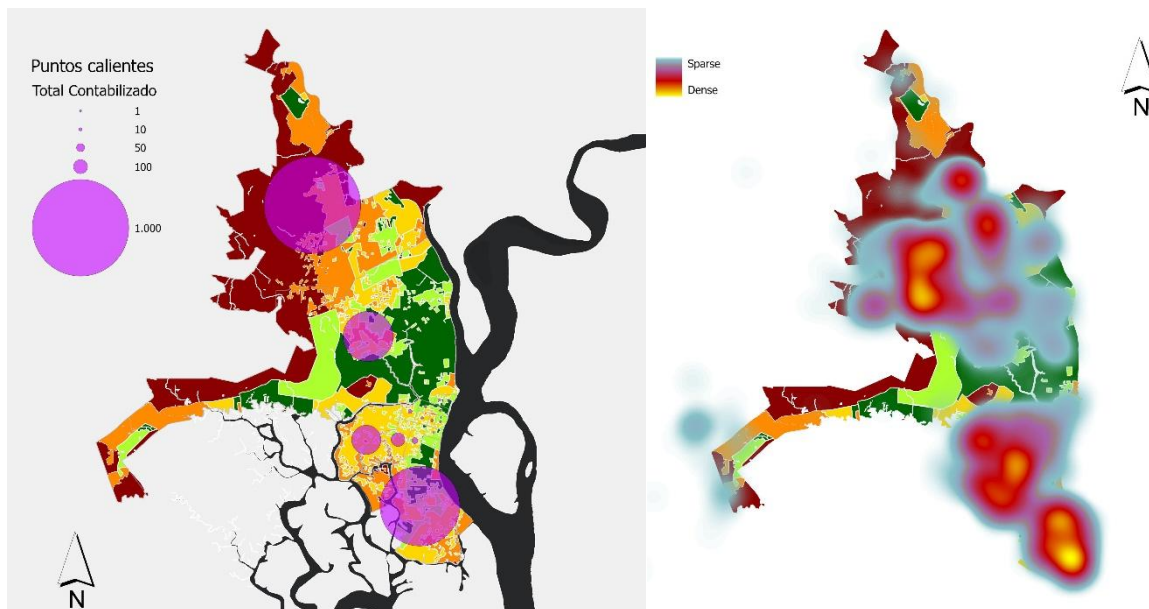 Puntos calientes
Total Contabilizado
1
10
50
100
1.000
N
Sparse
Dense
N